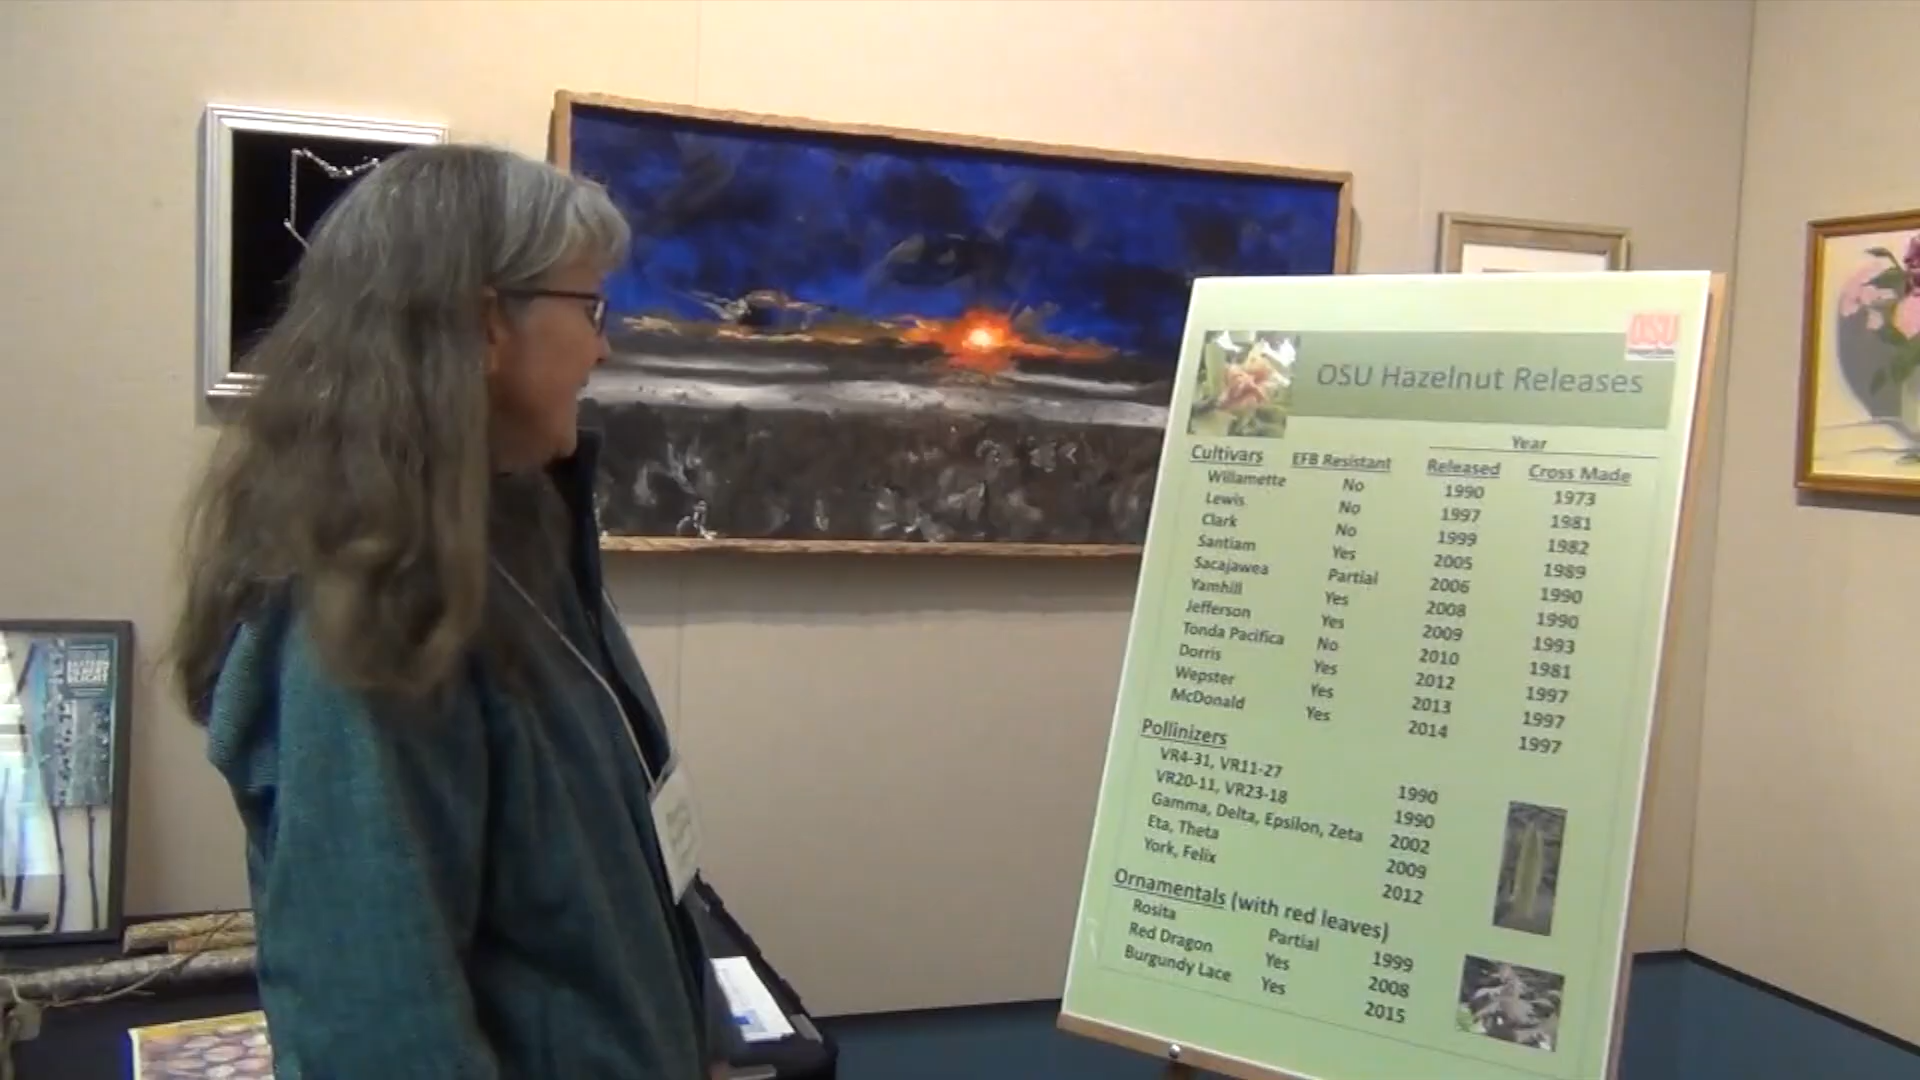 OSU
OSU Hazelnut Releases
Year
Cultivars EFB Resistant Released Cross Made
Willamette No 1990 1973
Lewis No 1997 1981
Clark No 1999 1982
Santiam Yes 2005 1989
Sacajawea Partial 2006 1990
Yamhill Yes 2008 1990
Jefferson Yes 2009 1993
Tonda Pacifica No 2010 1981
Dorris Yes 2012 1997
Wepster Yes 2013 1997
McDonald Yes 2014 1997
Pollinizers
VR4-31, VR11-27 1990
VR20-11, VR23-18 1990
Gamma, Delta, Epsilon, Zeta 2002
Eta, Theta 2009
York, Felix 2012
Ornamentals (with red leaves)
Rosita Partial 1999
Red Dragon Yes 2008
Burgundy Lace Yes 2015
EASTERN
FILBERT
BLIGHT